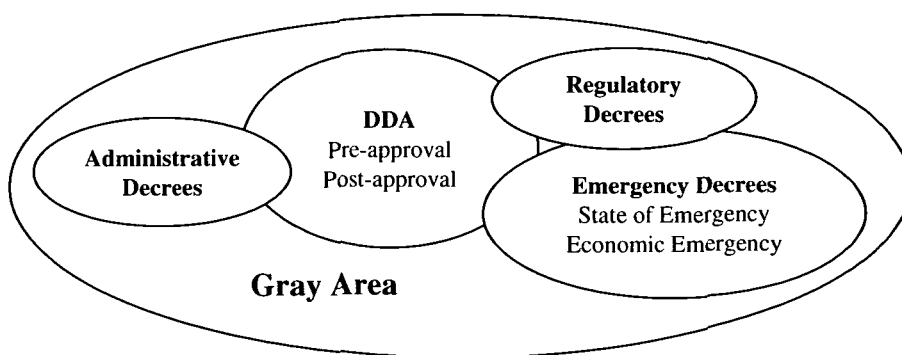 Administrative
Decrees
DDA
Pre-approval
Post-approval
Regulatory
Decrees
Emergency Decrees
State of Emergency
Economic Emergency
Gray Area